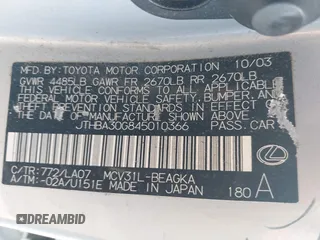 MFD. BY: TOYOTA MOTOR CORPORATION 10/03
GVWR 4485LB GAWR FR 2670LB RR 2670LB
THIS VEHICLE CONFORMS TO ALL APPLICABLE
FEDERAL MOTOR VEHICLE SAFETY, BUMPER, AND
THEFT PREVENTION STANDARDS IN EFFECT ON
THE DATE OF MANUFACTURE SHOWN ABOVE.
JTHBA30G845010366 PASS. CAR
C/TR: 772/LA07 MCV31L-BEAGKA
A/TM: -02A/U151E MADE IN JAPAN 180 A
DEALERS WHOLESALE